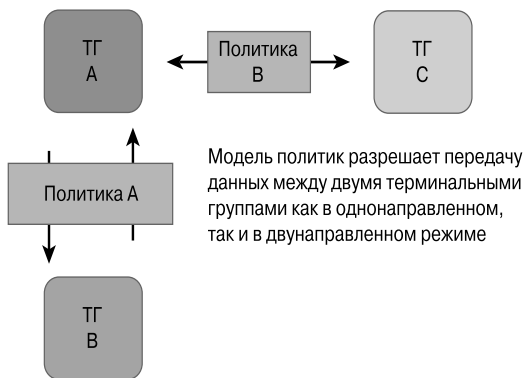 ТГ
A
Политика
B
ТГ
C
Модель политик разрешает передачу
данных между двумя терминальными
группами как в однонаправленном,
так и в двунаправленном режиме
Политика A
ТГ
B